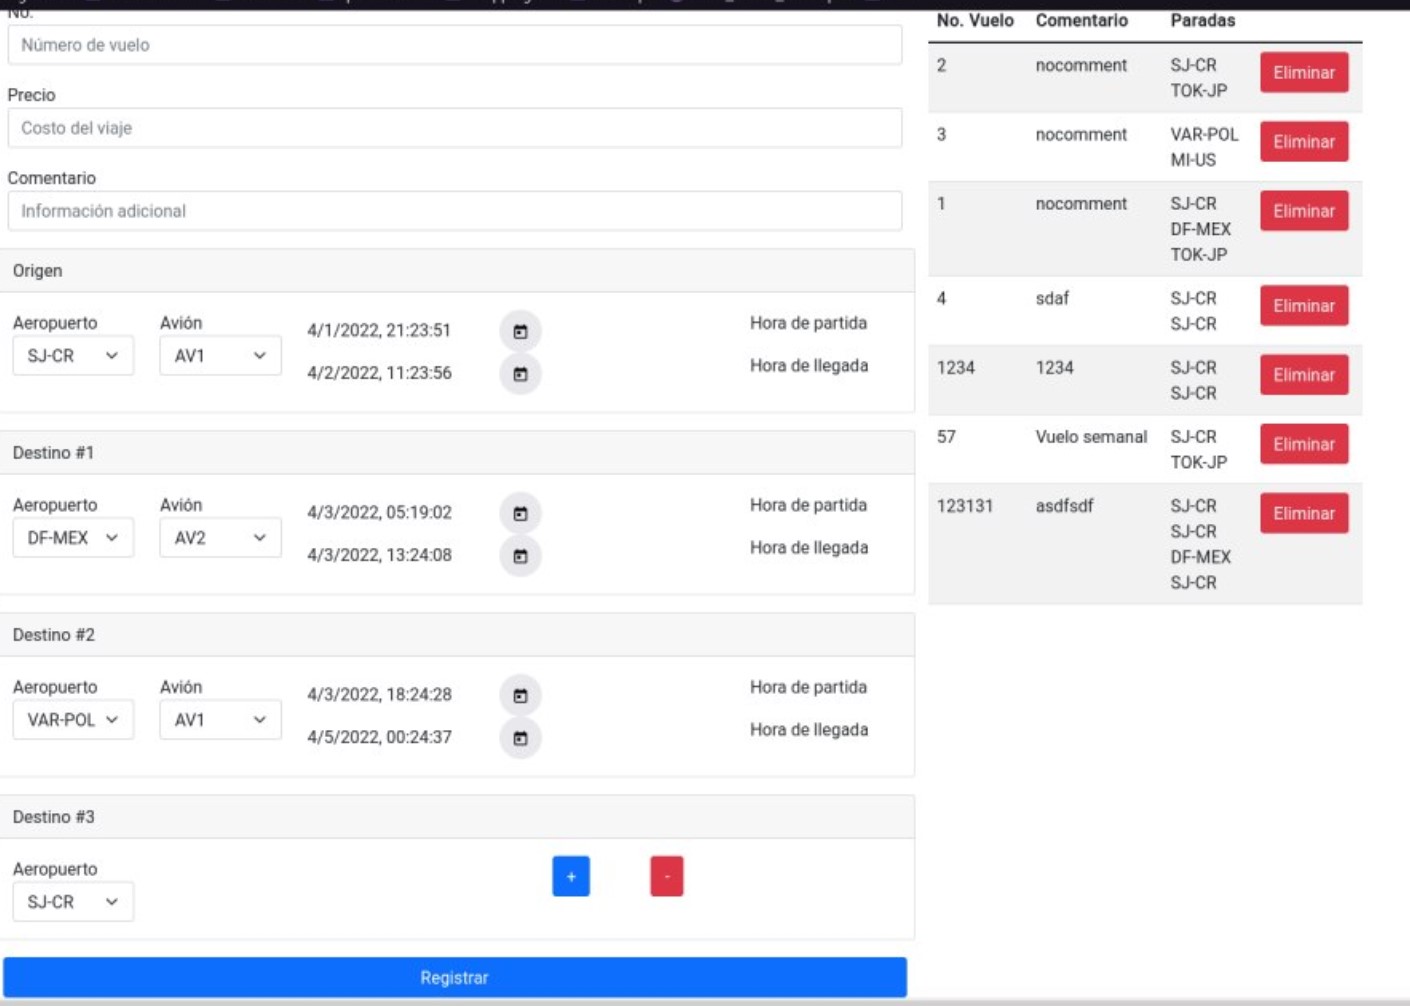 No.
Número de vuelo
Precio
Costo del viaje
Comentario
Información adicional
Origen
Aeropuerto Avión
4/1/2022, 21:23:51 Hora de partida
SJ-CR AV1
4/2/2022, 11:23:56 Hora de llegada
Destino #1
Aeropuerto Avión
4/3/2022, 05:19:02 Hora de partida
DF-MEX AV2
4/3/2022, 13:24:08 Hora de llegada
Destino #2
Aeropuerto Avión
4/3/2022, 18:24:28 Hora de partida
VAR-POL AV1
4/5/2022, 00:24:37 Hora de llegada
Destino #3
Aeropuerto
+ -
SJ-CR
Registrar
No. Vuelo Comentario Paradas
2 nocomment SJ-CR Eliminar
TOK-JP
3 nocomment VAR-POL Eliminar
MI-US
1 nocomment SJ-CR Eliminar
DF-MEX
TOK-JP
4 sdaf SJ-CR Eliminar
SJ-CR
1234 1234 SJ-CR Eliminar
SJ-CR
57 Vuelo semanal SJ-CR Eliminar
TOK-JP
123131 asdfsdf SJ-CR Eliminar
SJ-CR
DF-MEX
SJ-CR